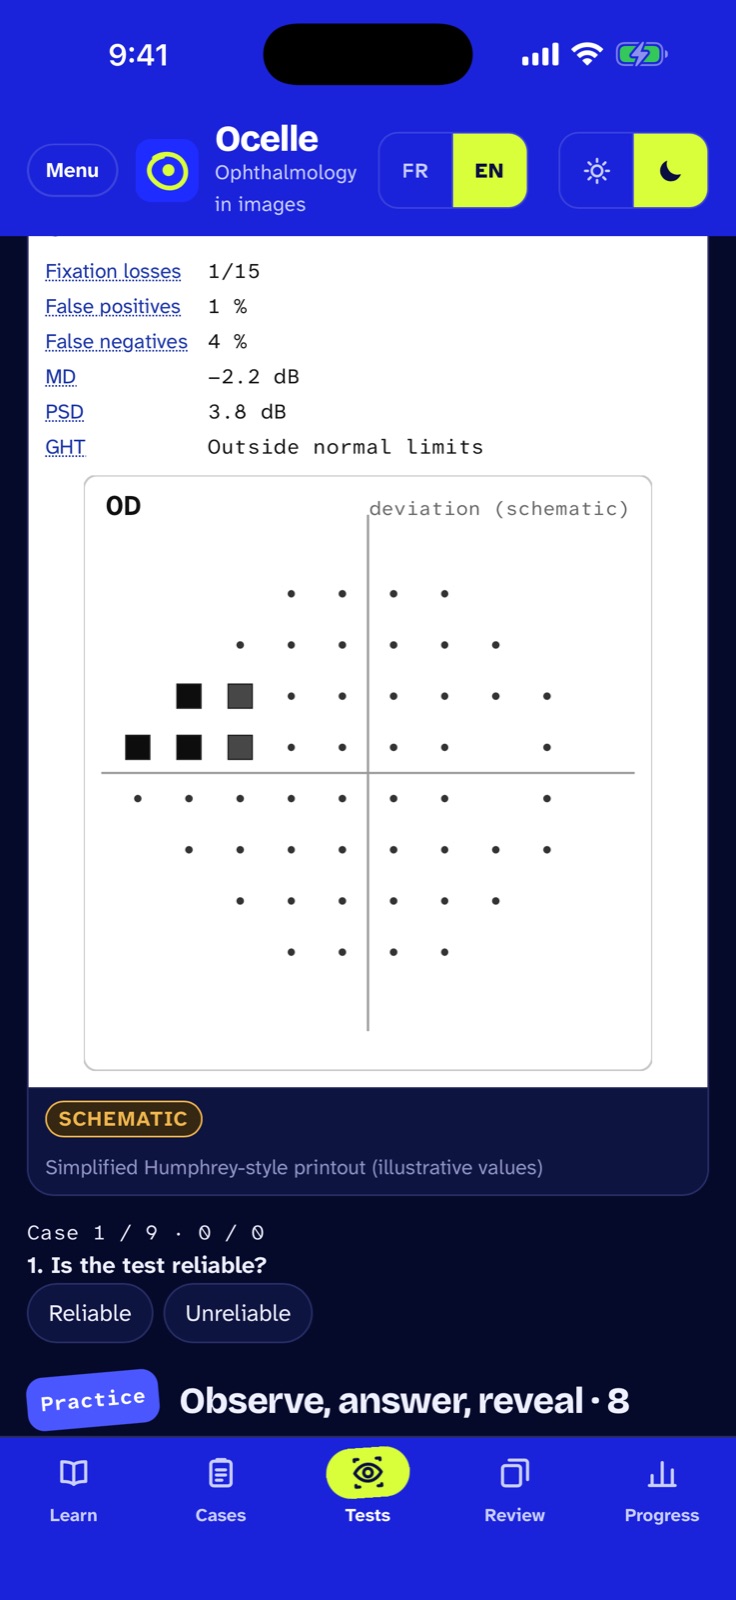 9:41
Menu
Ocelle
Ophthalmology
in images
FR
EN
Fixation losses 1/15
False positives 1 %
False negatives 4 %
MD −2.2 dB
PSD 3.8 dB
GHT Outside normal limits
OD
deviation (schematic)
SCHEMATIC
Simplified Humphrey-style printout (illustrative values)
Case 1 / 9 · 0 / 0
1. Is the test reliable?
Reliable
Unreliable
Practice
Observe, answer, reveal · 8
Learn
Cases
Tests
Review
Progress